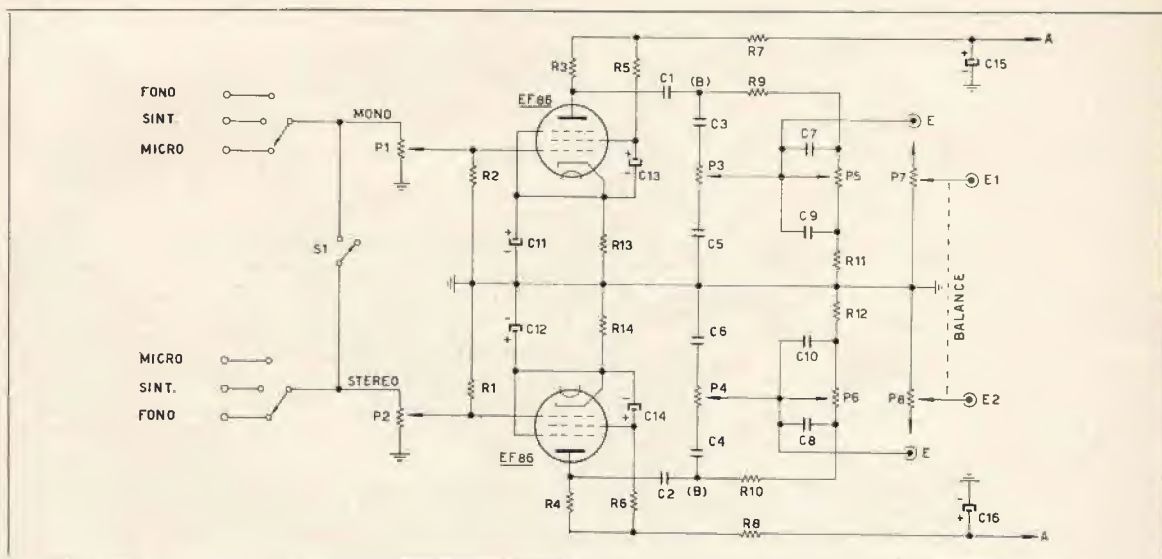 A
R7
R3
R5
C15
FONO
C1
(B)
R9
SINT.
EF86
MONO
E
MICRO
C3
C7
P1
C13
P3
P5
P7
E1
R2
C9
S1
C11
R13
C5
R11
BALANCE
C12
R14
C6
R12
C10
MICRO
SINT.
STEREO
R1
P4
P6
P8
E2
FONO
P2
C14
C4
C8
EF86
E
C2
(B)
R10
R4
R6
C16
R8
A